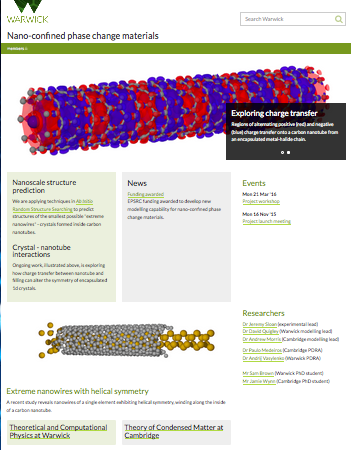 WARWICK
Search Warwick
Nano-confined phase change materials
Exploring charge transfer
Regions of alternating positive (red) and negative
(blue) charge transfer onto a carbon nanotube from
an encapsulated metal-halide chain.
Nanoscale structure
prediction
We are applying techniques in Ab Initio
Random Structure Searching to predict
structures of the smallest possible "extreme
nanowires" - crystals formed inside carbon
nanotubes.
Crystal - nanotube
interactions
Ongoing work, illustrated above, is exploring
how charge transfer between nanotube and
filling can alter the symmetry of encapsulated
1d crystals.
News
Funding awarded
EPSRC funding awarded to develop new
modelling capability for nano-confined phase
change materials.
Events
Mon 21 Mar '16
Project workshop
Mon 16 Nov '15
Project launch meeting
Researchers
Dr Jeremy Sloan (experimental lead)
Dr David Quigley (Warwick modelling lead)
Dr Andrew Morris (Cambridge modelling lead)
Dr Paulo Medeiros (Cambridge PDRA)
Dr Andrij Vasylenko (Warwick PDRA)
Mr Sam Brown (Warwick PhD student)
Mr Jamie Wynn (Cambridge PhD student)
Extreme nanowires with helical symmetry
A recent study reveals nanowires of a single element exhibiting helical symmetry winding along the inside
of a carbon nanotube.
Theoretical and Computational
Physics at Warwick
Theory of Condensed Matter at
Cambridge